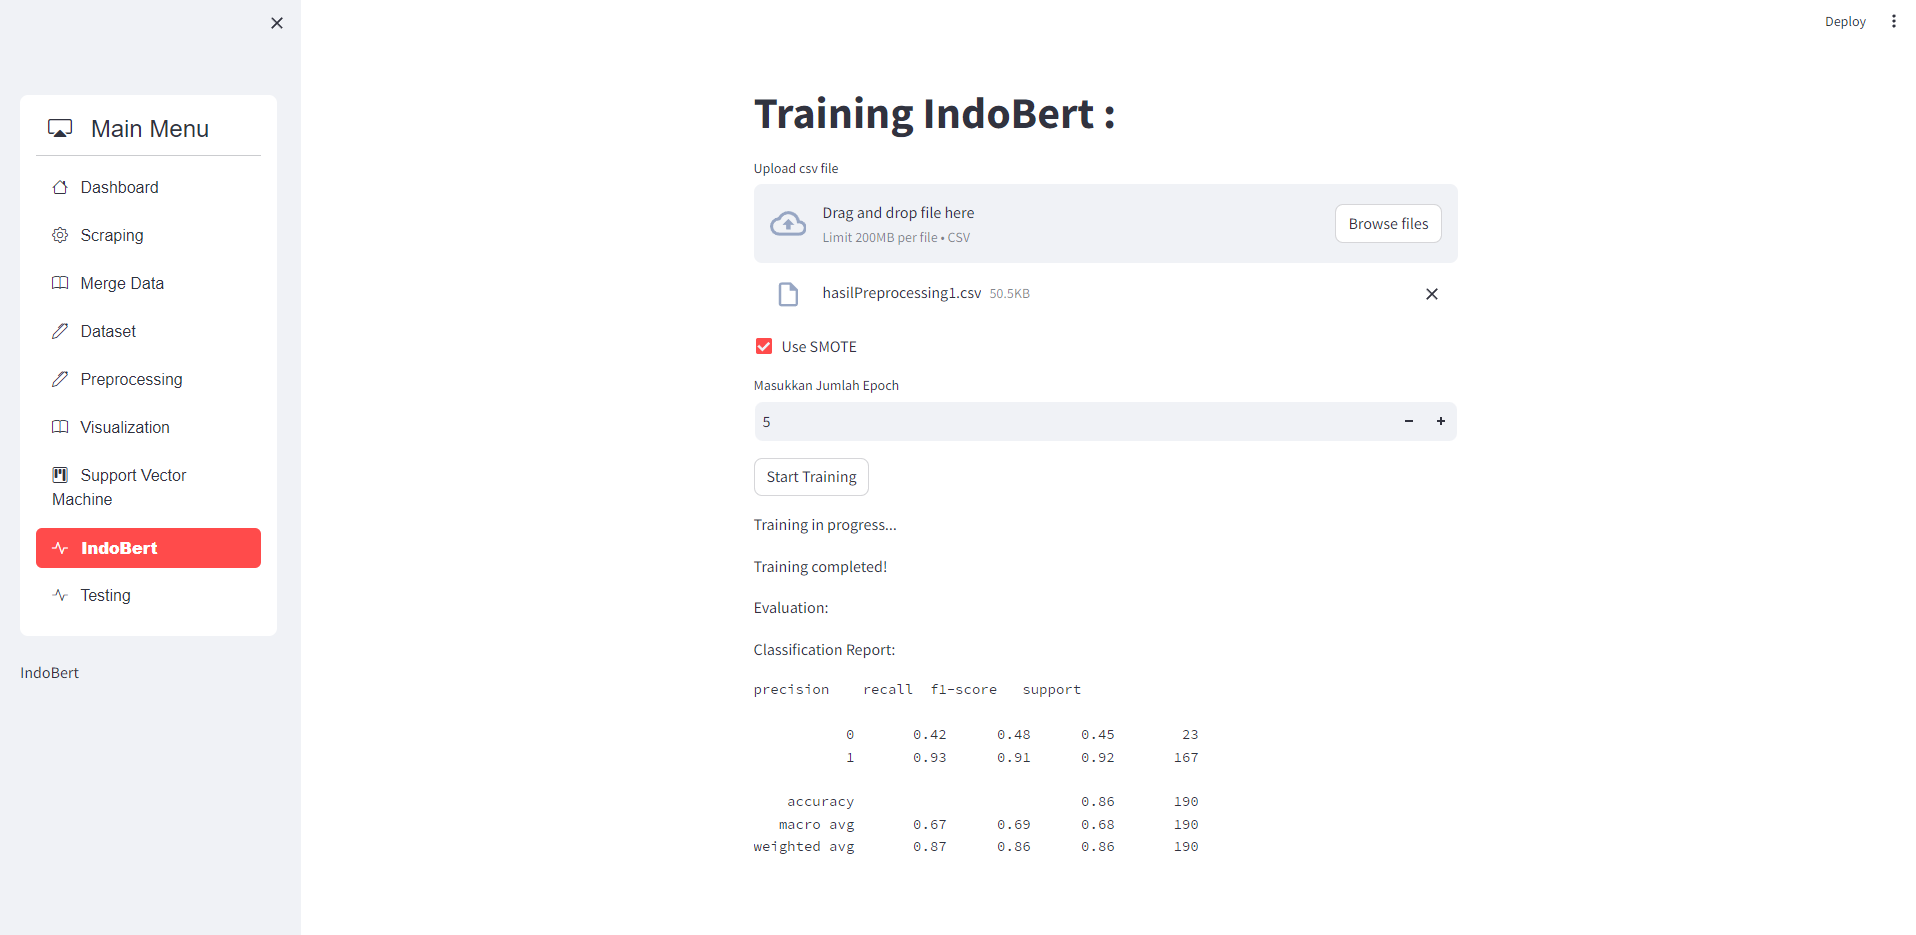 Deploy
Main Menu
Dashboard
Scraping
Merge Data
Dataset
Preprocessing
Visualization
Support Vector
Machine
IndoBert
Testing
IndoBert
Training IndoBert :
Upload csv file
Drag and drop file here
Limit 200MB per file • CSV
Browse files
hasilPreprocessing1.csv 50.5KB
Use SMOTE
Masukkan Jumlah Epoch
5
Start Training
Training in progress...
Training completed!
Evaluation:
Classification Report:
precision recall f1-score support
0 0.42 0.48 0.45 23
1 0.93 0.91 0.92 167
accuracy 0.86 190
macro avg 0.67 0.69 0.68 190
weighted avg 0.87 0.86 0.86 190